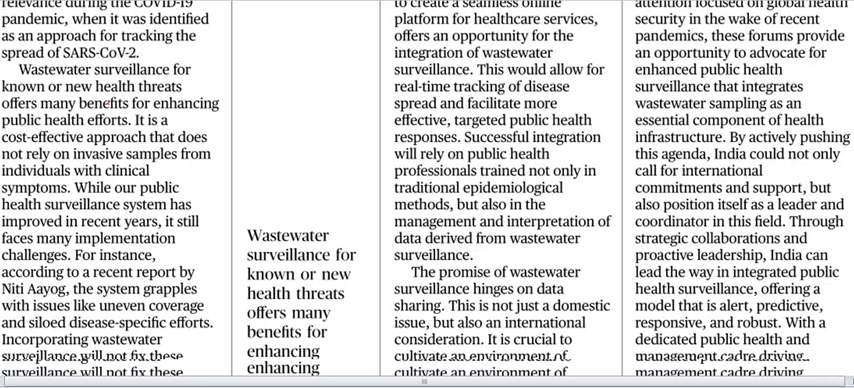 relevance during the COVID-19
pandemic, when it was identified
as an approach for tracking the
spread of SARS-CoV-2.
Wastewater surveillance for
known or new health threats
offers many benefits for enhancing
public health efforts. It is a
cost-effective approach that does
not rely on invasive samples from
individuals with clinical
symptoms. While our public
health surveillance system has
improved in recent years, it still
faces many implementation
challenges. For instance,
according to a recent report by
Niti Aayog, the system grapples
with issues like uneven coverage
and siloed disease-specific efforts.
Incorporating wastewater
surveillance will not fix these
surveillance will not fix these
Wastewater
surveillance for
known or new
health threats
offers many
benefits for
enhancing
enhancing
to create a seamless online
platform for healthcare services,
offers an opportunity for the
integration of wastewater
surveillance. This would allow for
real-time tracking of disease
spread and facilitate more
effective, targeted public health
responses. Successful integration
will rely on public health
professionals trained not only in
traditional epidemiological
methods, but also in the
management and interpretation of
data derived from wastewater
surveillance.
The promise of wastewater
surveillance hinges on data
sharing. This is not just a domestic
issue, but also an international
consideration. It is crucial to
cultivate an environment of
cultivate an environment of
attention focused on global health
security in the wake of recent
pandemics, these forums provide
an opportunity to advocate for
enhanced public health
surveillance that integrates
wastewater sampling as an
essential component of health
infrastructure. By actively pushing
this agenda, India could not only
call for international
commitments and support, but
also position itself as a leader and
coordinator in this field. Through
strategic collaborations and
proactive leadership, India can
lead the way in integrated public
health surveillance, offering a
model that is alert, predictive,
responsive, and robust. With a
dedicated public health and
management cadre driving
management cadre driving